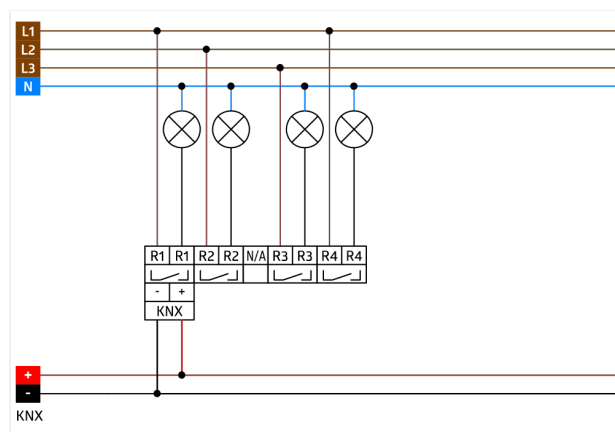 L1
L2
L3
N
R1 R1 R2 R2 N/A R3 R3 R4 R4
- +
KNX
+
-
KNX